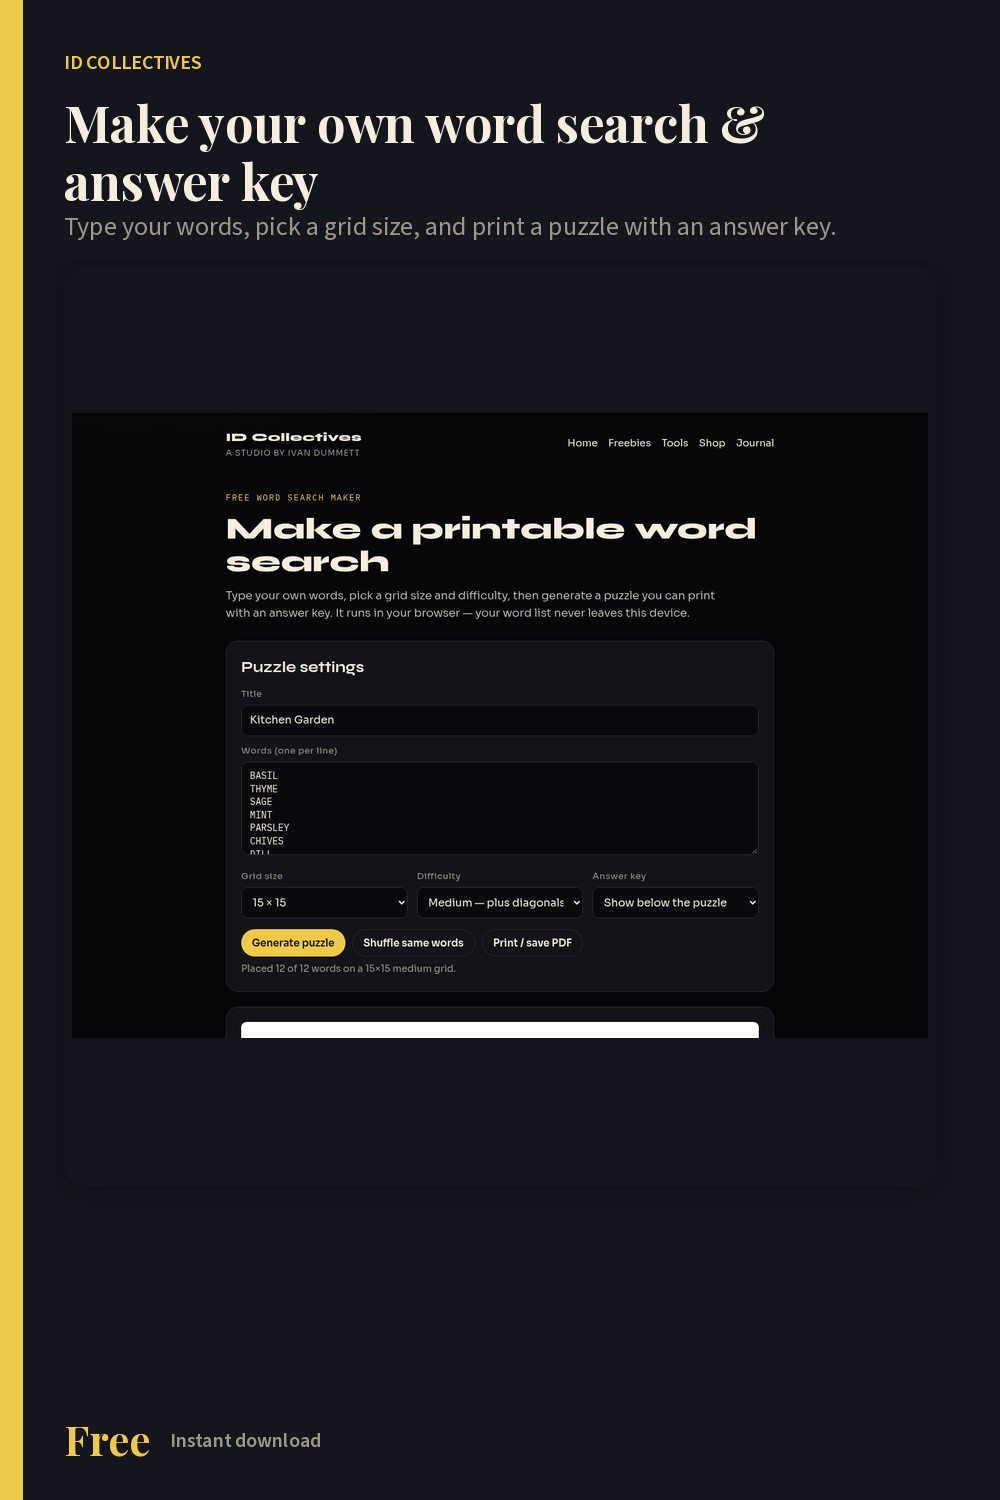 ID COLLECTIVES
Make your own word search &
answer key
Type your words, pick a grid size, and print a puzzle with an answer key.
ID Collectives
A STUDIO BY IVAN DUMMETT
Home Freebies Tools Shop Journal
FREE WORD SEARCH MAKER
Make a printable word
search
Type your own words, pick a grid size and difficulty, then generate a puzzle you can print
with an answer key. It runs in your browser — your word list never leaves this device.
Puzzle settings
Title
Kitchen Garden
Words (one per line)
BASIL
THYME
SAGE
MINT
PARSLEY
CHIVES
DILL
Grid size Difficulty Answer key
15 × 15 Medium — plus diagonals Show below the puzzle
Generate puzzle Shuffle same words Print / save PDF
Placed 12 of 12 words on a 15×15 medium grid.
Free Instant download